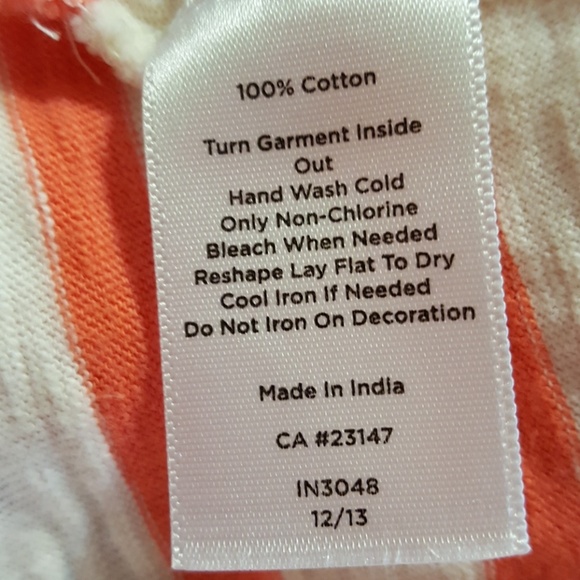 100% Cotton
Turn Garment Inside
Out
Hand Wash Cold
Only Non-Chlorine
Bleach When Needed
Reshape Lay Flat To Dry
Cool Iron If Needed
Do Not Iron On Decoration
Made In India
CA #23147
IN3048
12/13